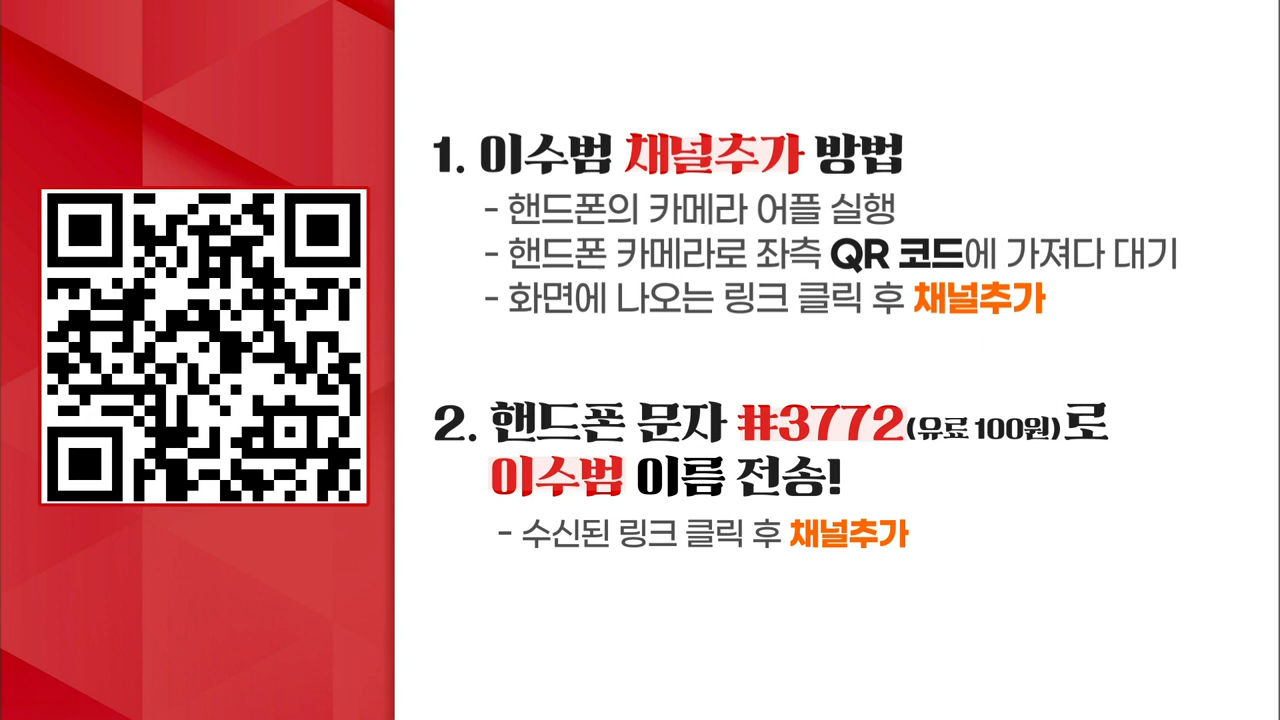 1. 이수범 채널추가 방법
- 핸드폰의 카메라 어플 실행
- 핸드폰 카메라로 좌측 QR 코드에 가져다 대기
- 화면에 나오는 링크 클릭 후 채널추가
2. 핸드폰 문자 #3772(유료 100원)로
이수범 이름 전송!
- 수신된 링크 클릭 후 채널추가